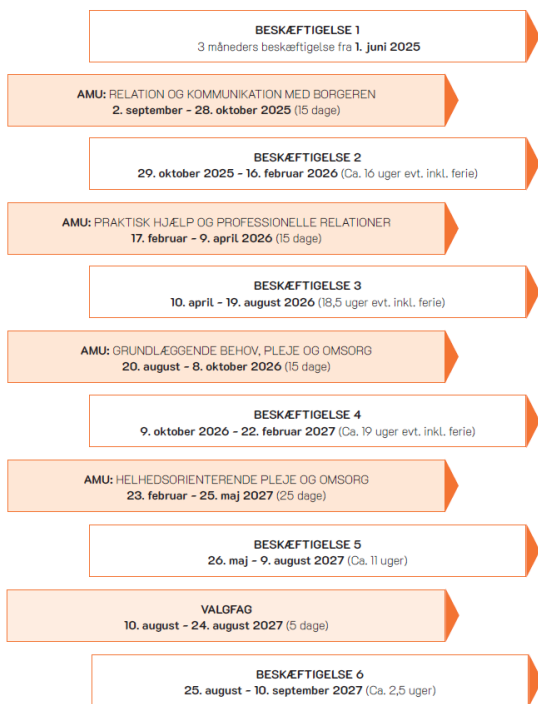 BESKÆFTIGELSE 1
3 måneders beskæftigelse fra 1. juni 2025
AMU: RELATION OG KOMMUNIKATION MED BORGEREN
2. september - 28. oktober 2025 (15 dage)
BESKÆFTIGELSE 2
29. oktober 2025 - 16. februar 2026 (Ca. 16 uger evt. inkl. ferie)
AMU: PRAKTISK HJÆLP OG PROFESSIONELLE RELATIONER
17. februar - 9. april 2026 (15 dage)
BESKÆFTIGELSE 3
10. april - 19. august 2026 (18,5 uger evt. inkl. ferie)
AMU: GRUNDLÆGGENDE BEHOV, PLEJE OG OMSORG
20. august - 8. oktober 2026 (15 dage)
BESKÆFTIGELSE 4
9. oktober 2026 - 22. februar 2027 (Ca. 19 uger evt. inkl. ferie)
AMU: HELHEDSORIENTERENDE PLEJE OG OMSORG
23. februar - 25. maj 2027 (25 dage)
BESKÆFTIGELSE 5
26. maj - 9. august 2027 (Ca. 11 uger)
VALGFAG
10. august - 24. august 2027 (5 dage)
BESKÆFTIGELSE 6
25. august - 10. september 2027 (Ca. 2,5 uger)